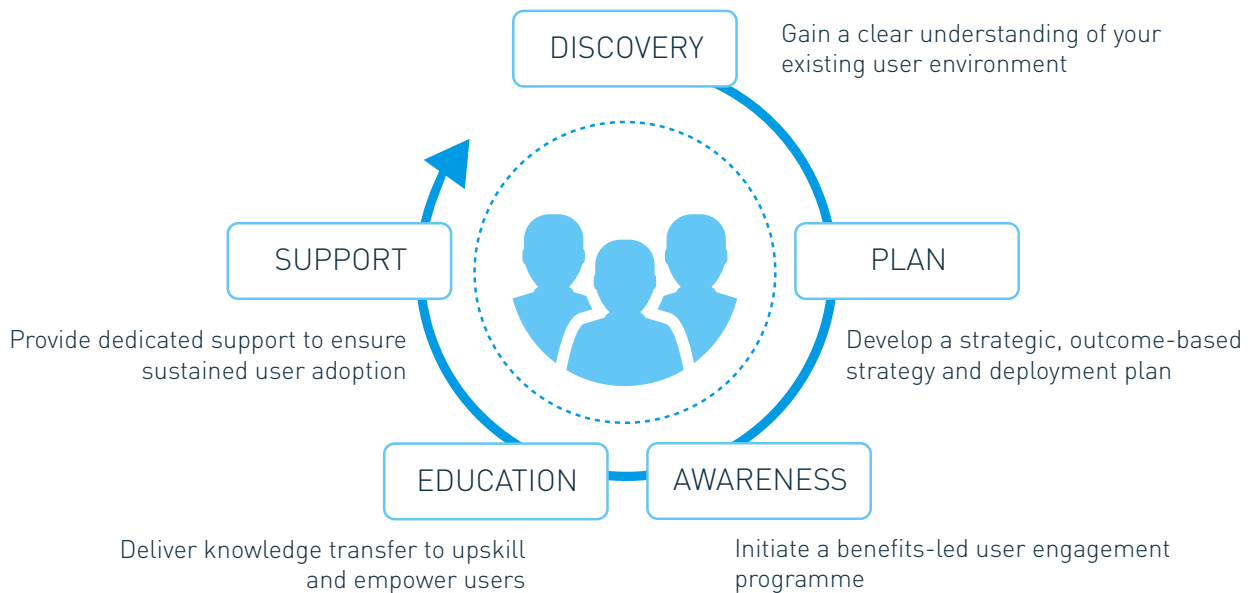 DISCOVERY
Gain a clear understanding of your
existing user environment
PLAN
Develop a strategic, outcome-based
strategy and deployment plan
AWARENESS
Initiate a benefits-led user engagement
programme
EDUCATION
Deliver knowledge transfer to upskill
and empower users
SUPPORT
Provide dedicated support to ensure
sustained user adoption